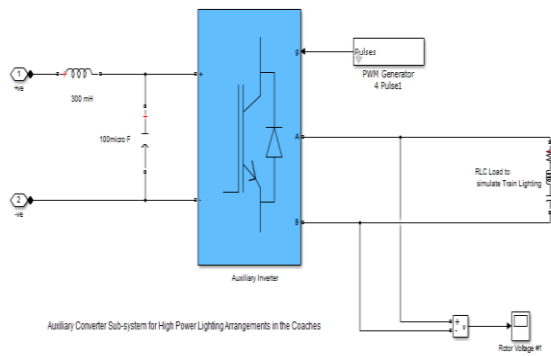 g
Pulses
PWM Generator
4 Pulse1
1
+ve
300 mH
+
100micro F
A
RLC Load to
simulate Train Lighting
2
-ve
-
B
Auxiliary Inverter
Auxiliary Converter Sub-system for High Power Lighting Arrangements in the Coaches
+
-
v
Rotor Voltage #1